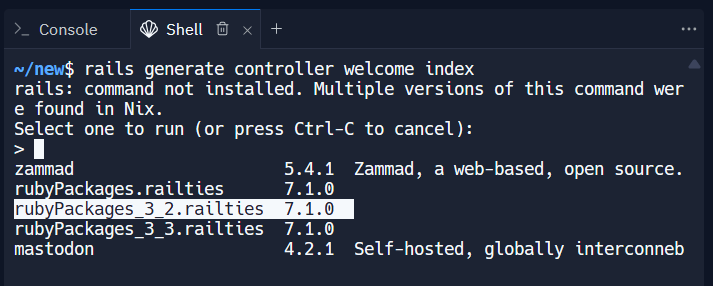 Console
Shell
~/new$ rails generate controller welcome index
rails: command not installed. Multiple versions of this command wer
e found in Nix.
Select one to run (or press Ctrl-C to cancel):
>
zammad 5.4.1 Zammad, a web-based, open source.
rubyPackages.railties 7.1.0
rubyPackages_3_2.railties 7.1.0
rubyPackages_3_3.railties 7.1.0
mastodon 4.2.1 Self-hosted, globally interconneb